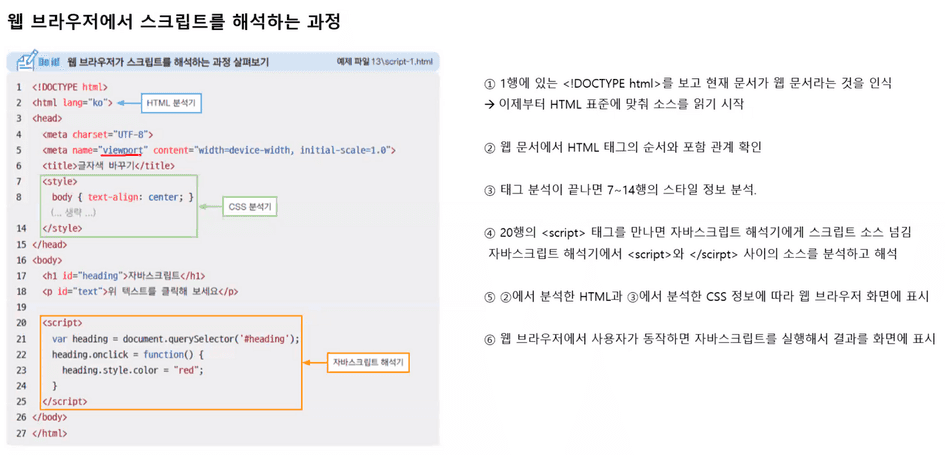 웹 브라우저에서 스크립트를 해석하는 과정
Do it! 웹 브라우저가 스크립트를 해석하는 과정 살펴보기 예제 파일 13\script-1.html
1 <!DOCTYPE html>
2 <html lang="ko">
HTML 분석기
3 <head>
4 <meta charset="UTF-8">
5 <meta name="viewport" content="width=device-width, initial-scale=1.0">
6 <title>글자색 바꾸기</title>
7 <style>
8 body { text-align: center; }
(... 생략 ...)
CSS 분석기
14 </style>
15 </head>
16 <body>
17 <h1 id="heading">자바스크립트</h1>
18 <p id="text">위 텍스트를 클릭해 보세요</p>
19
20 <script>
21 var heading = document.querySelector('#heading');
22 heading.onclick = function() {
23 heading.style.color = "red";
자바스크립트 해석기
24 }
25 </script>
26 </body>
27 </html>
① 1행에 있는 <!DOCTYPE html>를 보고 현재 문서가 웹 문서라는 것을 인식
→ 이제부터 HTML 표준에 맞춰 소스를 읽기 시작
② 웹 문서에서 HTML 태그의 순서와 포함 관계 확인
③ 태그 분석이 끝나면 7~14행의 스타일 정보 분석.
④ 20행의 <script> 태그를 만나면 자바스크립트 해석기에게 스크립트 소스 넘김
자바스크립트 해석기에서 <script>와 </scirpt> 사이의 소스를 분석하고 해석
⑤ ②에서 분석한 HTML과 ③에서 분석한 CSS 정보에 따라 웹 브라우저 화면에 표시
⑥ 웹 브라우저에서 사용자가 동작하면 자바스크립트를 실행해서 결과를 화면에 표시